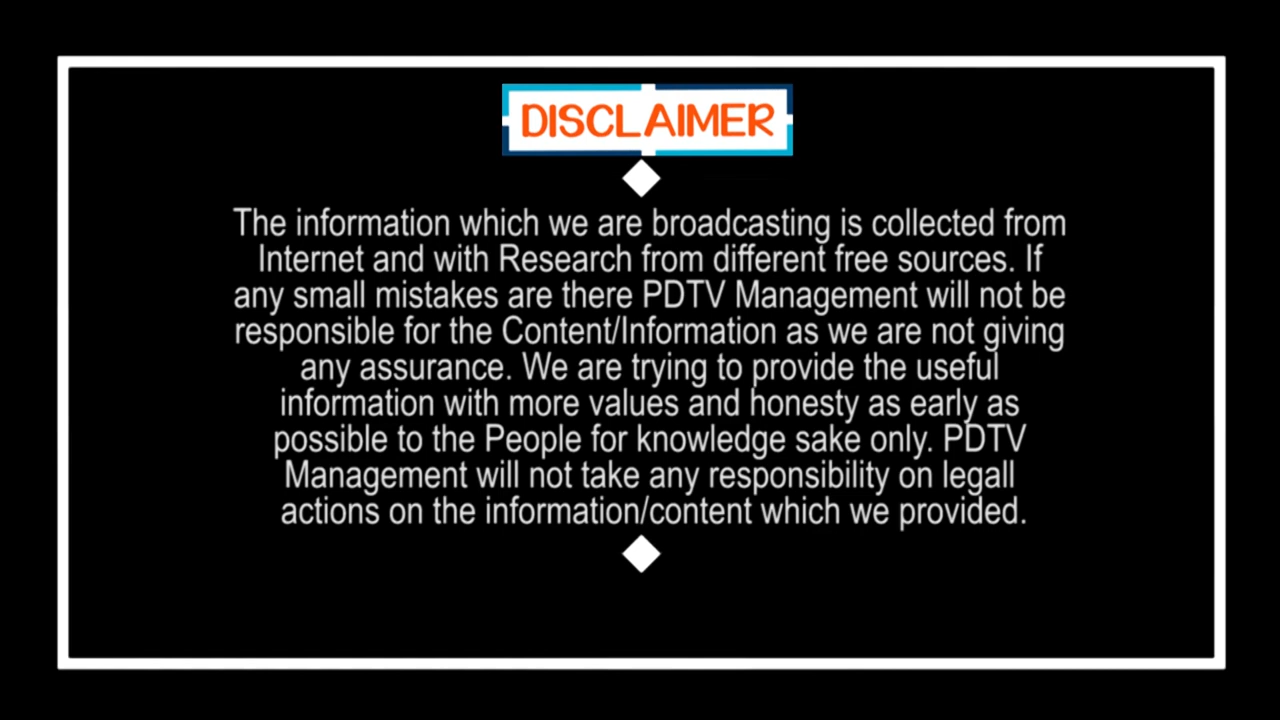 DISCLAIMER
The information which we are broadcasting is collected from
Internet and with Research from different free sources. If
any small mistakes are there PDTV Management will not be
responsible for the Content/Information as we are not giving
any assurance. We are trying to provide the useful
information with more values and honesty as early as
possible to the People for knowledge sake only. PDTV
Management will not take any responsibility on legall
actions on the information/content which we provided.